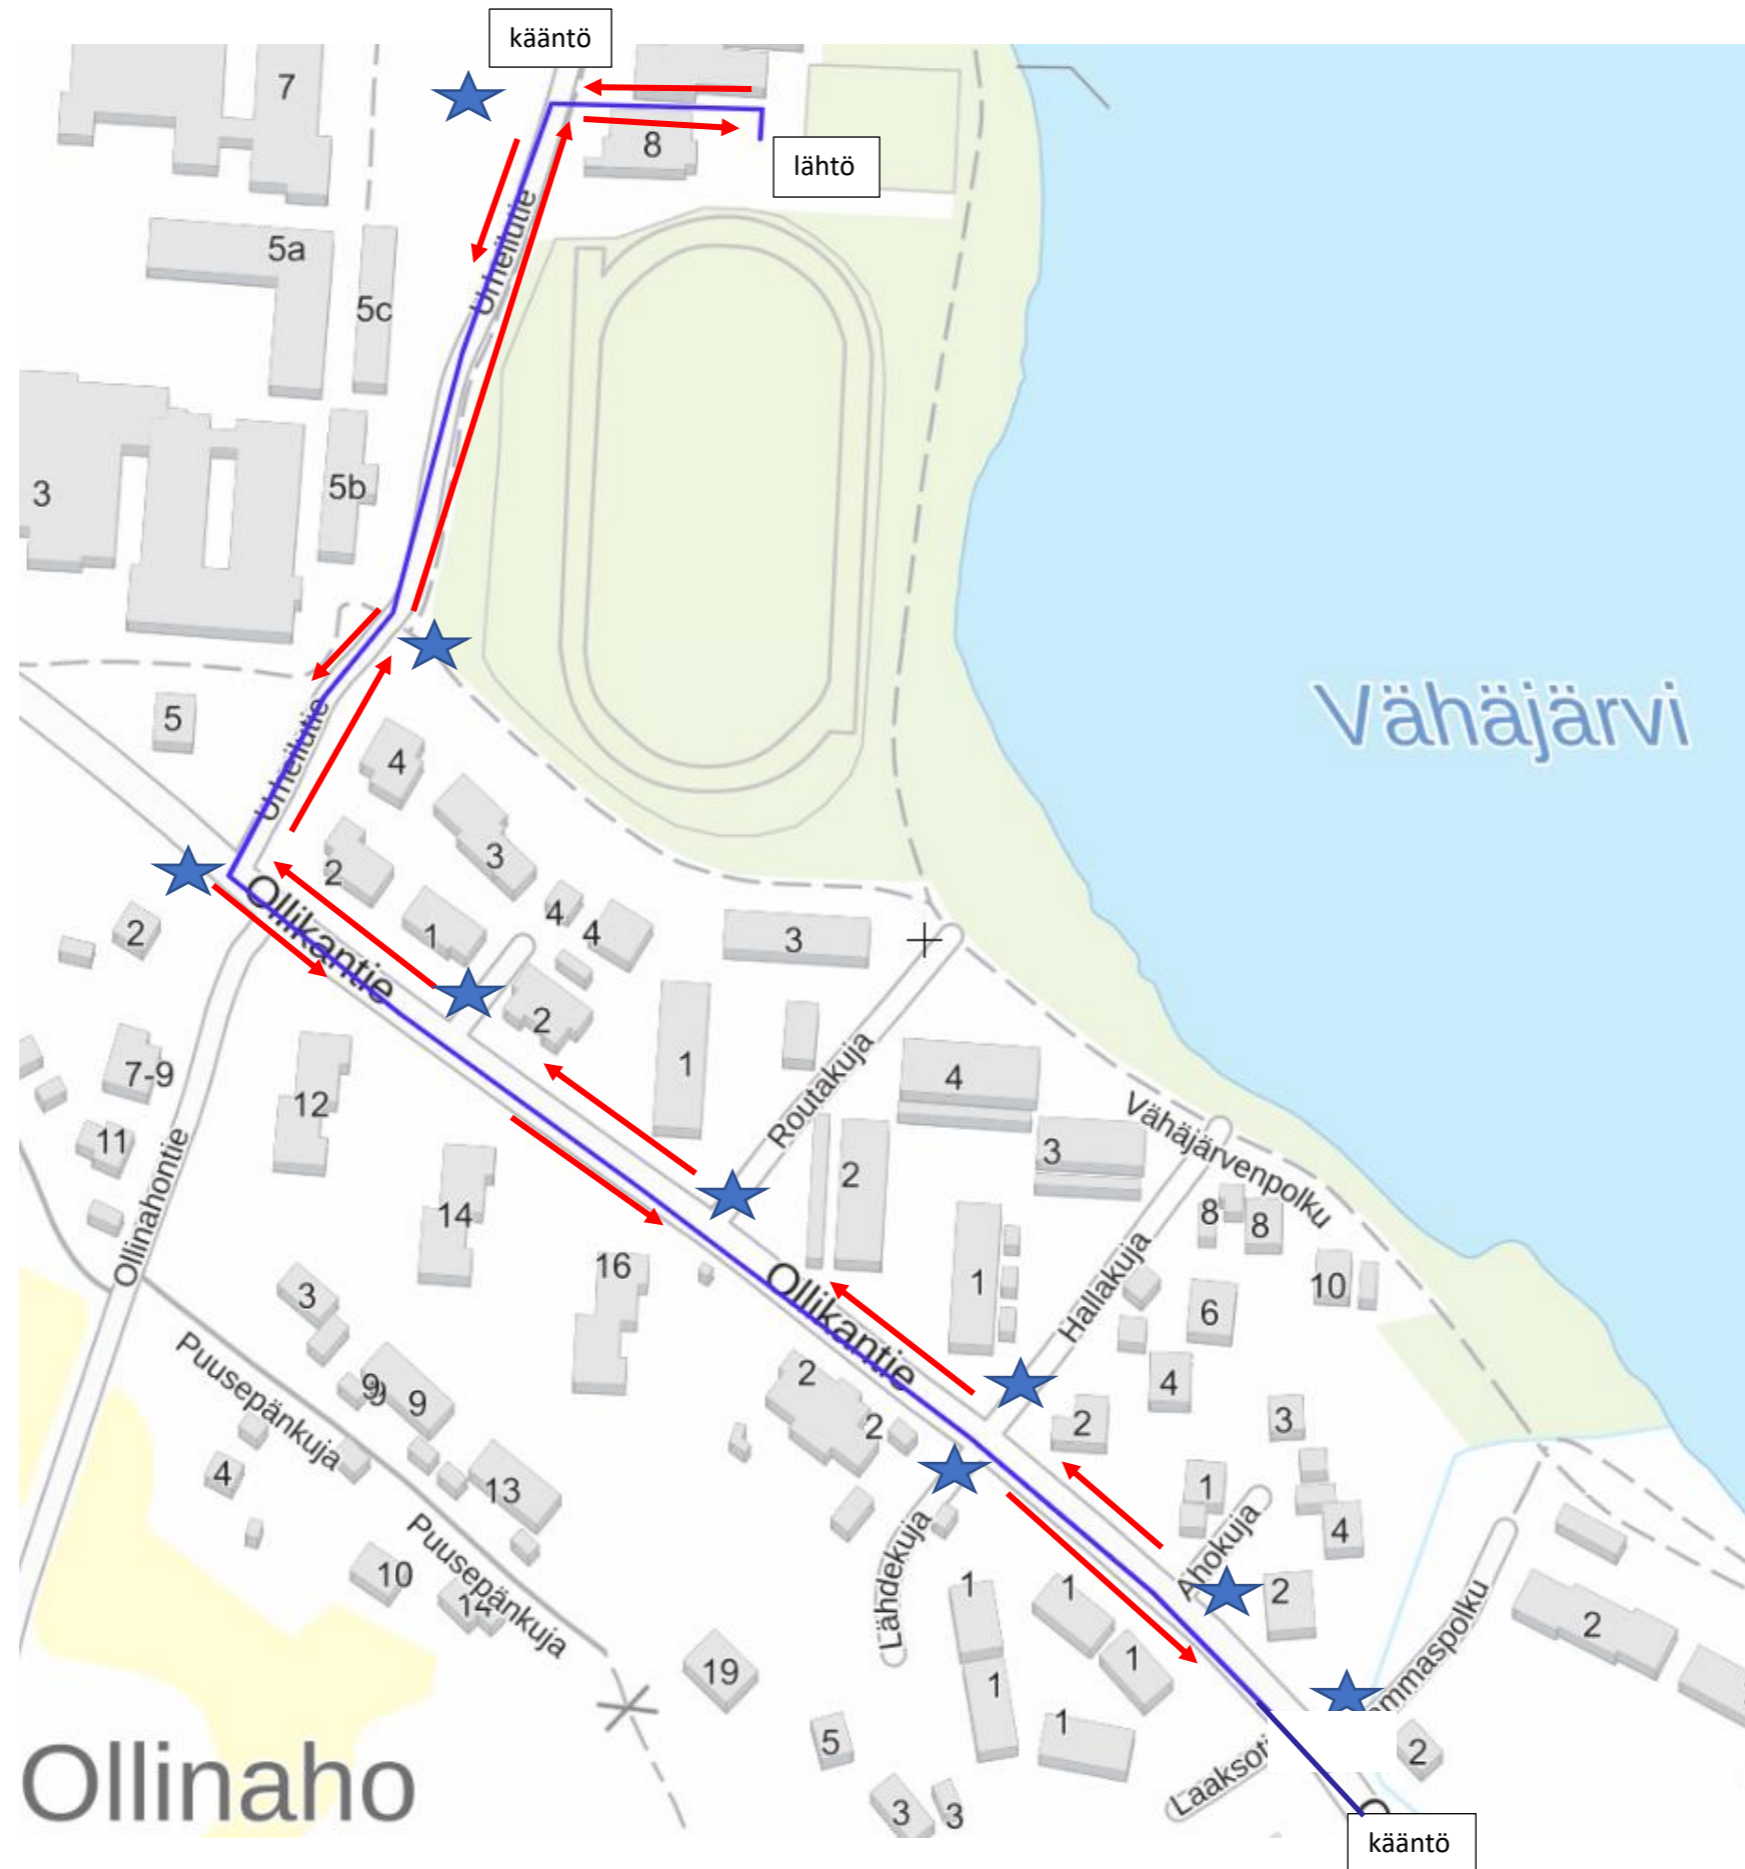 kääntö
7
8
lähtö
5a
Urheilutie
5c
3
5b
5
Urheilutie
4
Vähäjärvi
2
3
Ollikantie
4
4
2
1
3
2
7-9
12
1
Routakuja
4
Vähäjärvenpolku
11
Ollinahontie
14
2
3
8
8
16
Ollikantie
1
Hallakuja
10
3
6
Puusepänkuja
9
9
2
2
4
2
3
4
13
1
Ahokuja
4
10
Puusepänkuja
Lähdekuja
1
1
2
2
19
1
1
ammaspolku
5
1
Laaksoti
2
Ollinaho
3
3
kääntö